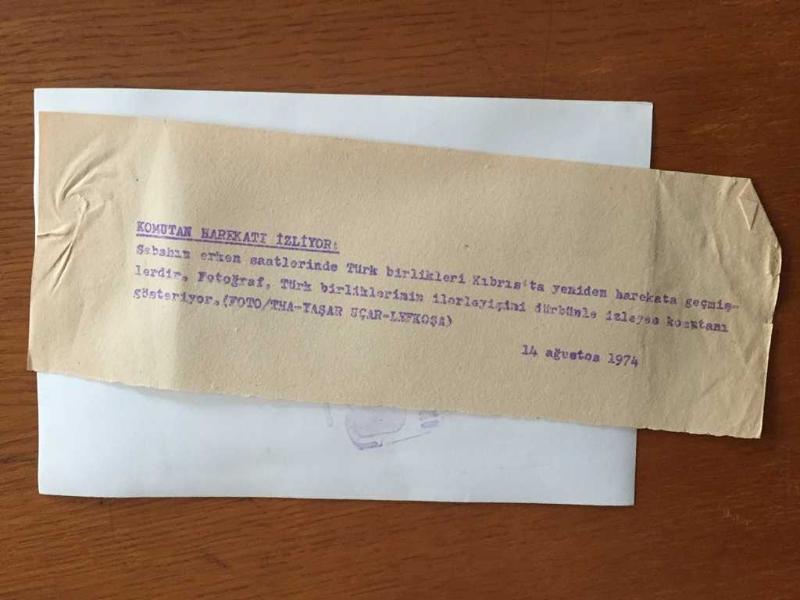 KOMUTAN HAREKATI İZLİYOR:
Sabahın erken saatlerinde Türk birlikleri Kıbrıs'ta yeniden harekata geçmiş-
lerdir. Fotoğraf, Türk birliklerinin ilerleyişini dürbünle izleyen komutanı
gösteriyor.(FOTO/THA-YAŞAR UÇAR-LEFKOŞA)
14 ağustos 1974